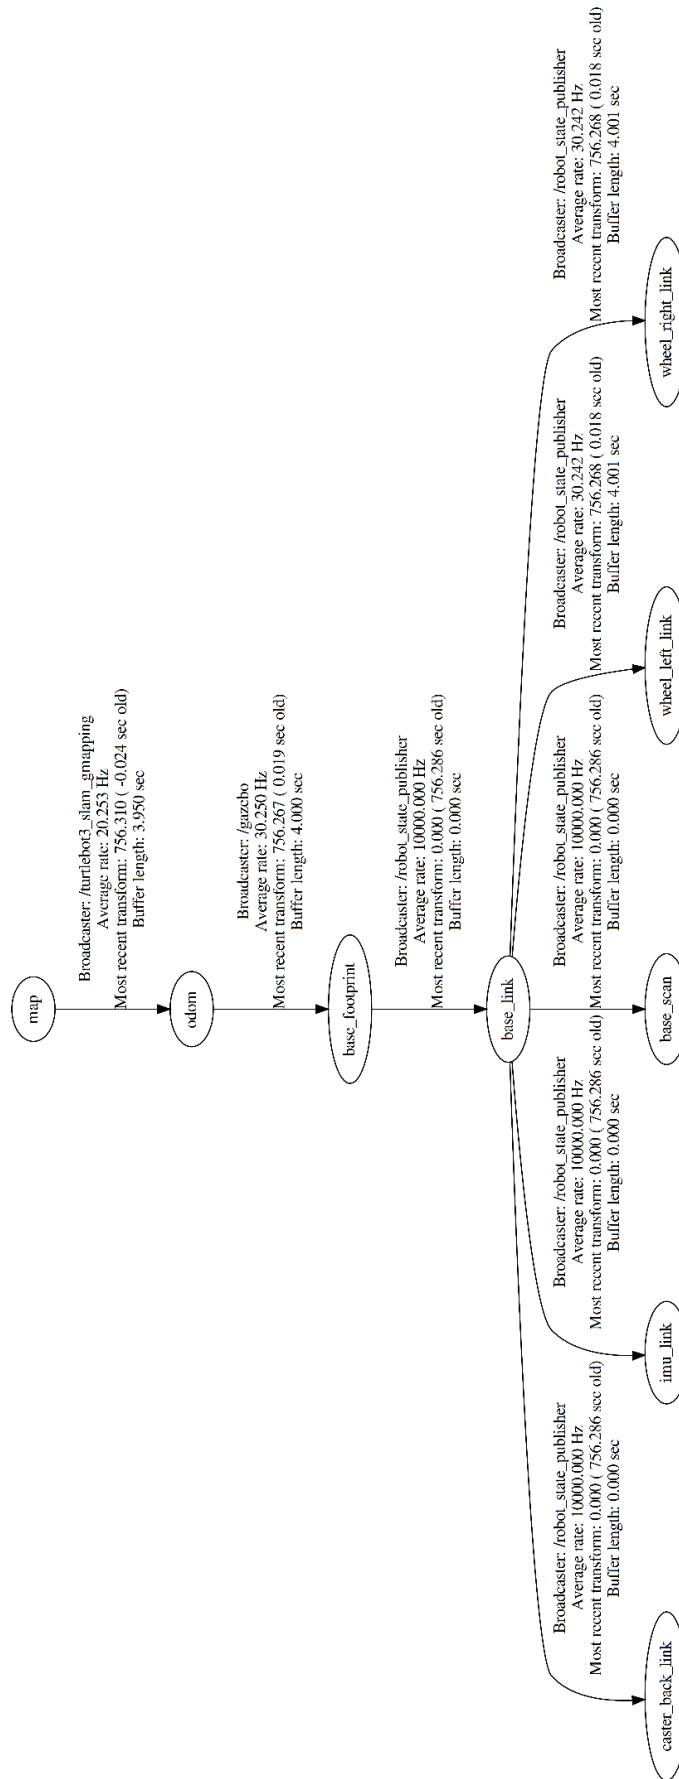 map
Broadcaster: /turtlebot3_slam_gmapping
Average rate: 20.253 Hz
Most recent transform: 756.310 ( -0.024 sec old)
Buffer length: 3.950 sec
odom
Broadcaster: /gazebo
Average rate: 30.250 Hz
Most recent transform: 756.267 ( 0.019 sec old)
Buffer length: 4.000 sec
base_footprint
Broadcaster: /robot_state_publisher
Average rate: 10000.000 Hz
Most recent transform: 0.000 ( 756.286 sec old)
Buffer length: 0.000 sec
base_link
Broadcaster: /robot_state_publisher
Average rate: 10000.000 Hz
Most recent transform: 0.000 ( 756.286 sec old)
Buffer length: 0.000 sec
caster_back_link
Broadcaster: /robot_state_publisher
Average rate: 10000.000 Hz
Most recent transform: 0.000 ( 756.286 sec old)
Buffer length: 0.000 sec
imu_link
Broadcaster: /robot_state_publisher
Average rate: 10000.000 Hz
Most recent transform: 0.000 ( 756.286 sec old)
Buffer length: 0.000 sec
base_scan
Broadcaster: /robot_state_publisher
Average rate: 30.242 Hz
Most recent transform: 756.268 ( 0.018 sec old)
Buffer length: 4.001 sec
wheel_left_link
Broadcaster: /robot_state_publisher
Average rate: 30.242 Hz
Most recent transform: 756.268 ( 0.018 sec old)
Buffer length: 4.001 sec
wheel_right_link